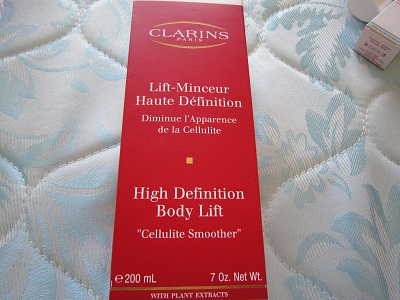 CLARINS
PARIS
Lift-Minceur
Haute Définition
Diminue l'Apparence
de la Cellulite
High Definition
Body Lift
"Cellulite Smoother"
℮ 200 mL 7 Oz. Net Wt.
WITH PLANT EXTRACTS